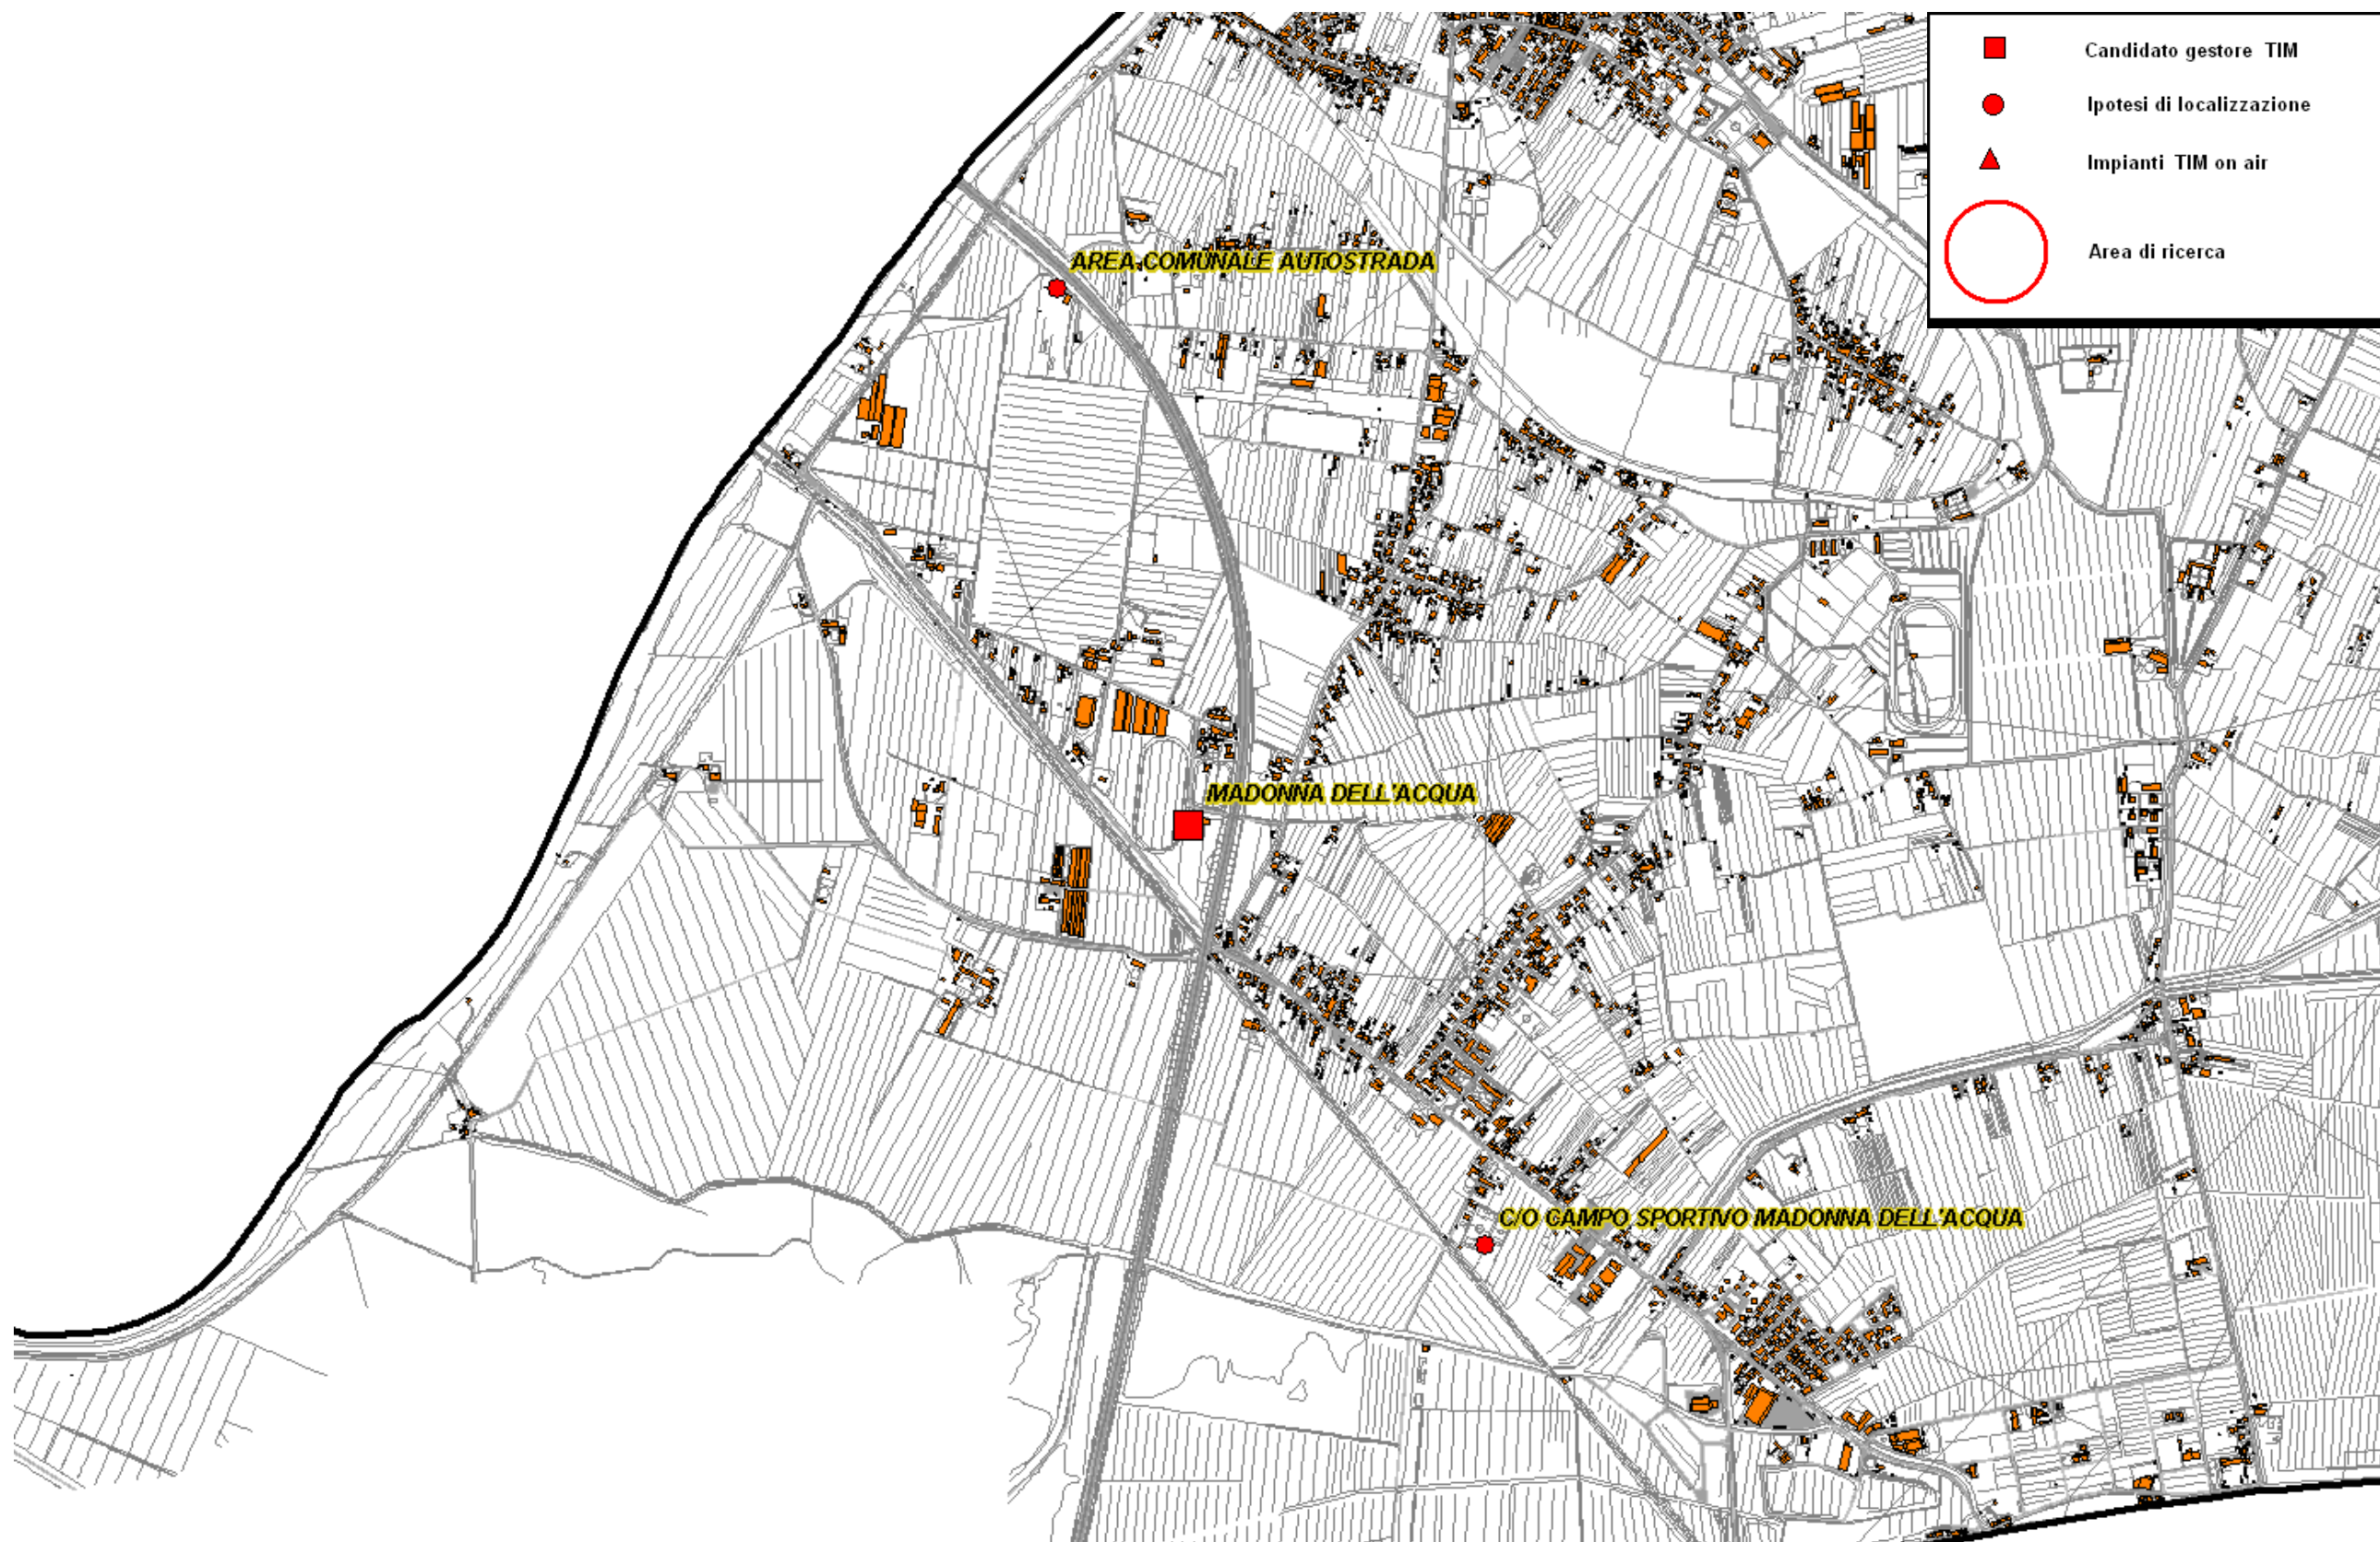 Candidato gestore TIM
Ipotesi di localizzazione
Impianti TIM on air
Area di ricerca
AREA COMUNALE AUTOSTRADA
MADONNA DELL'ACQUA
C/O CAMPO SPORTIVO MADONNA DELL'ACQUA